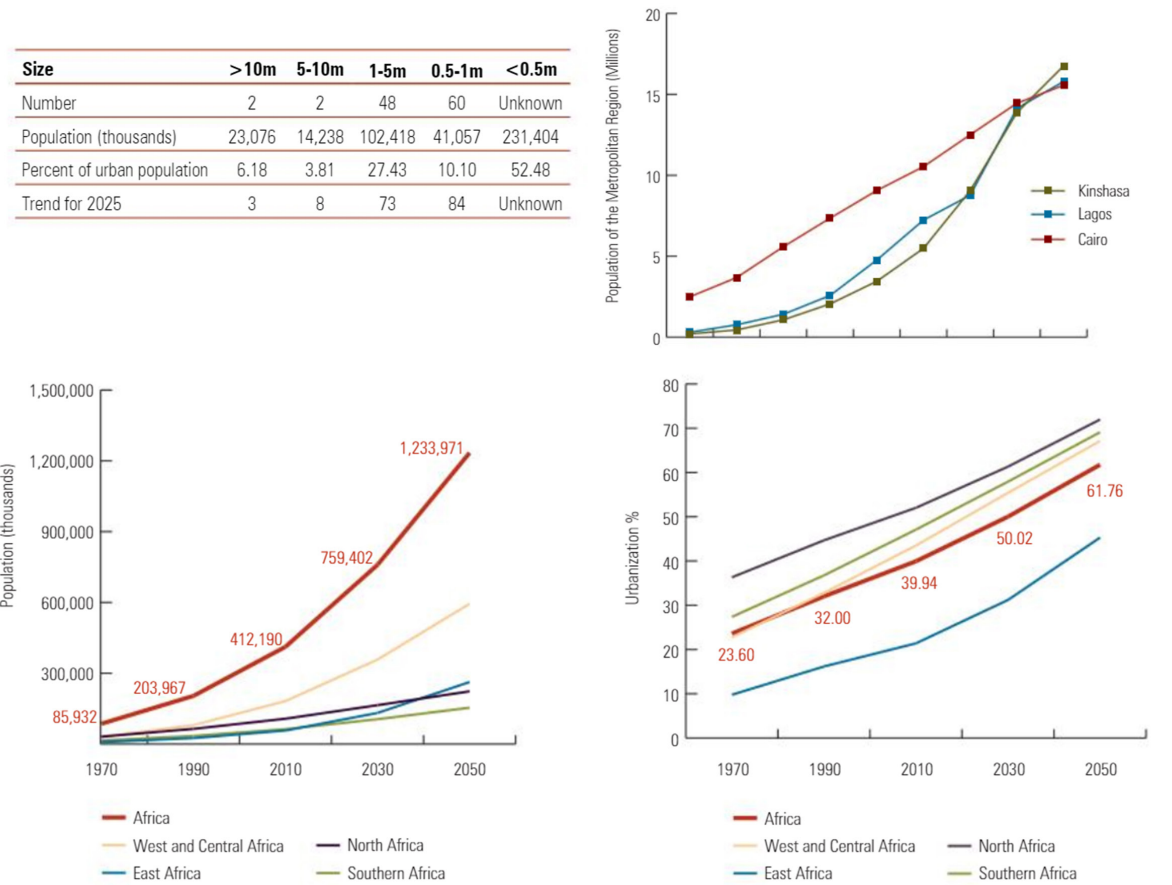 Size >10m 5-10m 1-5m 0.5-1m <0.5m
Number 2 2 48 60 Unknown
Population (thousands) 23,076 14,238 102,418 41,057 231,404
Percent of urban population 6.18 3.81 27.43 10.10 52.48
Trend for 2025 3 8 73 84 Unknown
Population of the Metropolitan Region (Millions)
20
15
10
5
0
Kinshasa
Lagos
Cairo
Population (thousands)
1,500,000
1,200,000
900,000
600,000
300,000
85,932
203,967
412,190
759,402
1,233,971
1970 1990 2010 2030 2050
Africa
West and Central Africa North Africa
East Africa Southern Africa
Urbanization %
80
70
60
50
40
30
20
10
0
23.60
32.00
39.94
50.02
61.76
1970 1990 2010 2030 2050
Africa
West and Central Africa North Africa
East Africa Southern Africa